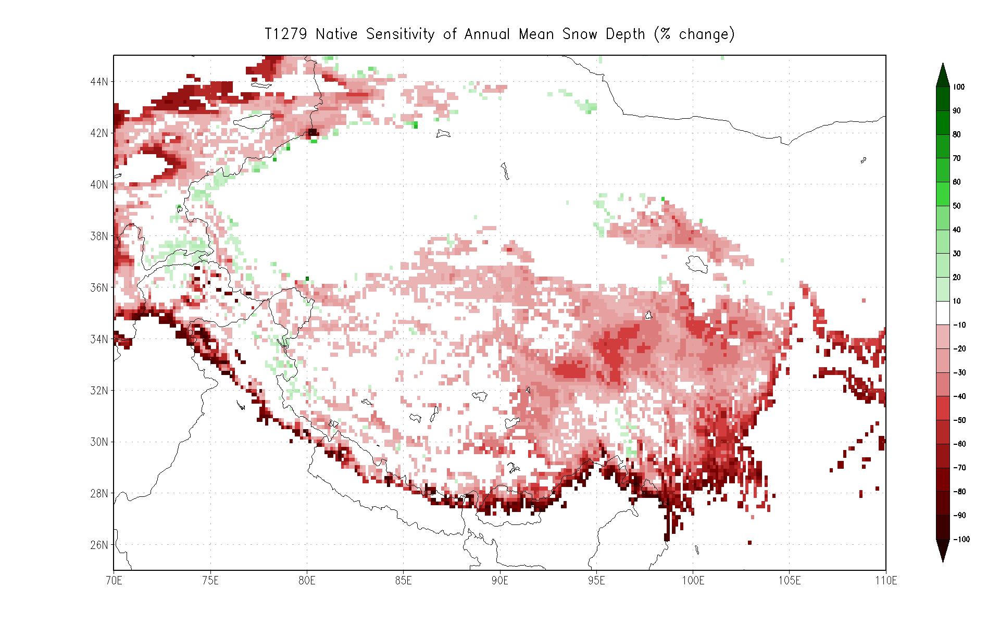 T1279 Native Sensitivity of Annual Mean Snow Depth (% change)
44N
42N
40N
38N
36N
34N
32N
30N
28N
26N
70E 75E 80E 85E 90E 95E 100E 105E 110E
100
90
80
70
60
50
40
30
20
10
-10
-20
-30
-40
-50
-60
-70
-80
-90
-100